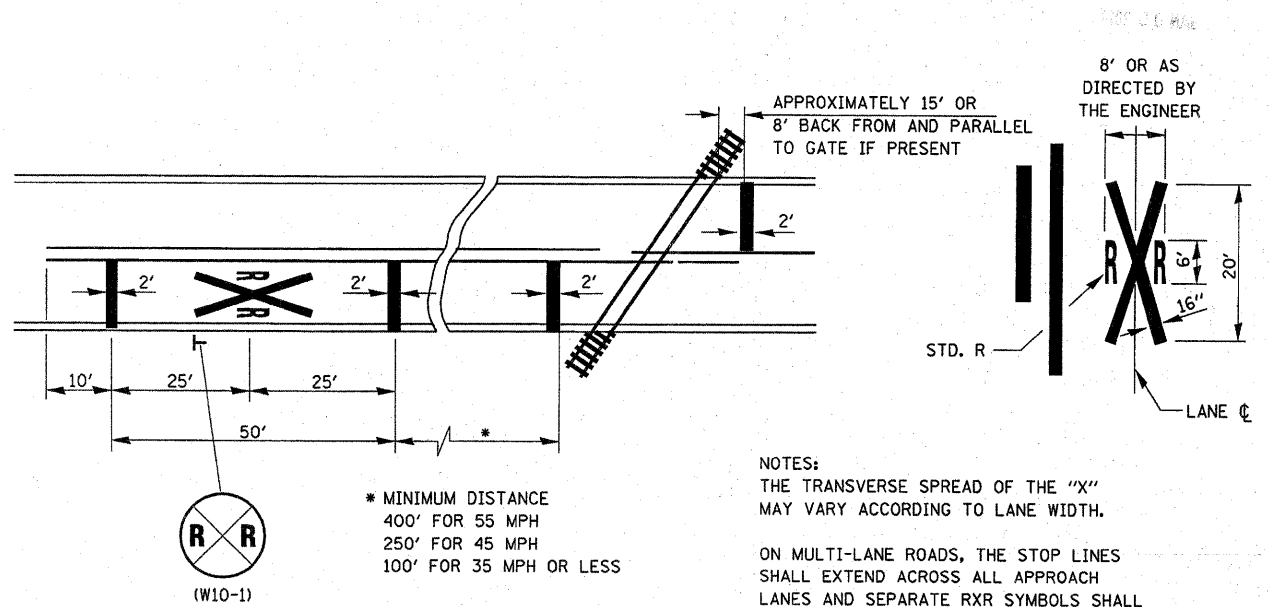 8' OR AS
DIRECTED BY
THE ENGINEER
APPROXIMATELY 15' OR
8' BACK FROM AND PARALLEL
TO GATE IF PRESENT
2'
2'
2'
2'
R
R
R
R
6'
20'
16"
STD. R
LANE ℄
10'
25'
25'
50'
*
R R
(W10-1)
* MINIMUM DISTANCE
400' FOR 55 MPH
250' FOR 45 MPH
100' FOR 35 MPH OR LESS
NOTES:
THE TRANSVERSE SPREAD OF THE "X"
MAY VARY ACCORDING TO LANE WIDTH.
ON MULTI-LANE ROADS, THE STOP LINES
SHALL EXTEND ACROSS ALL APPROACH
LANES AND SEPARATE RXR SYMBOLS SHALL